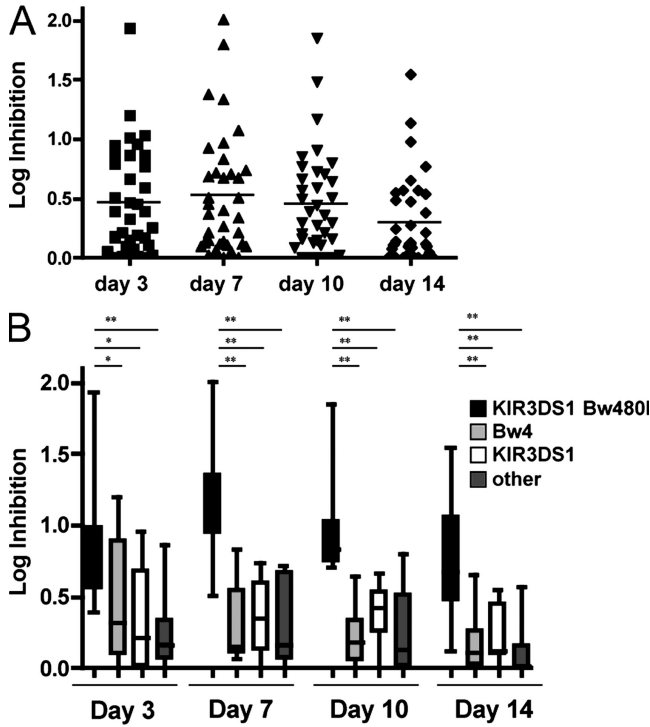 A
Log Inhibition
2.0
1.5
1.0
0.5
0.0
day 3 day 7 day 10 day 14
B
** ** ** **
* ** ** **
* ** ** **
Log Inhibition
2.0
1.5
1.0
0.5
0.0
KIR3DS1 Bw480I
Bw4
KIR3DS1
other
Day 3 Day 7 Day 10 Day 14